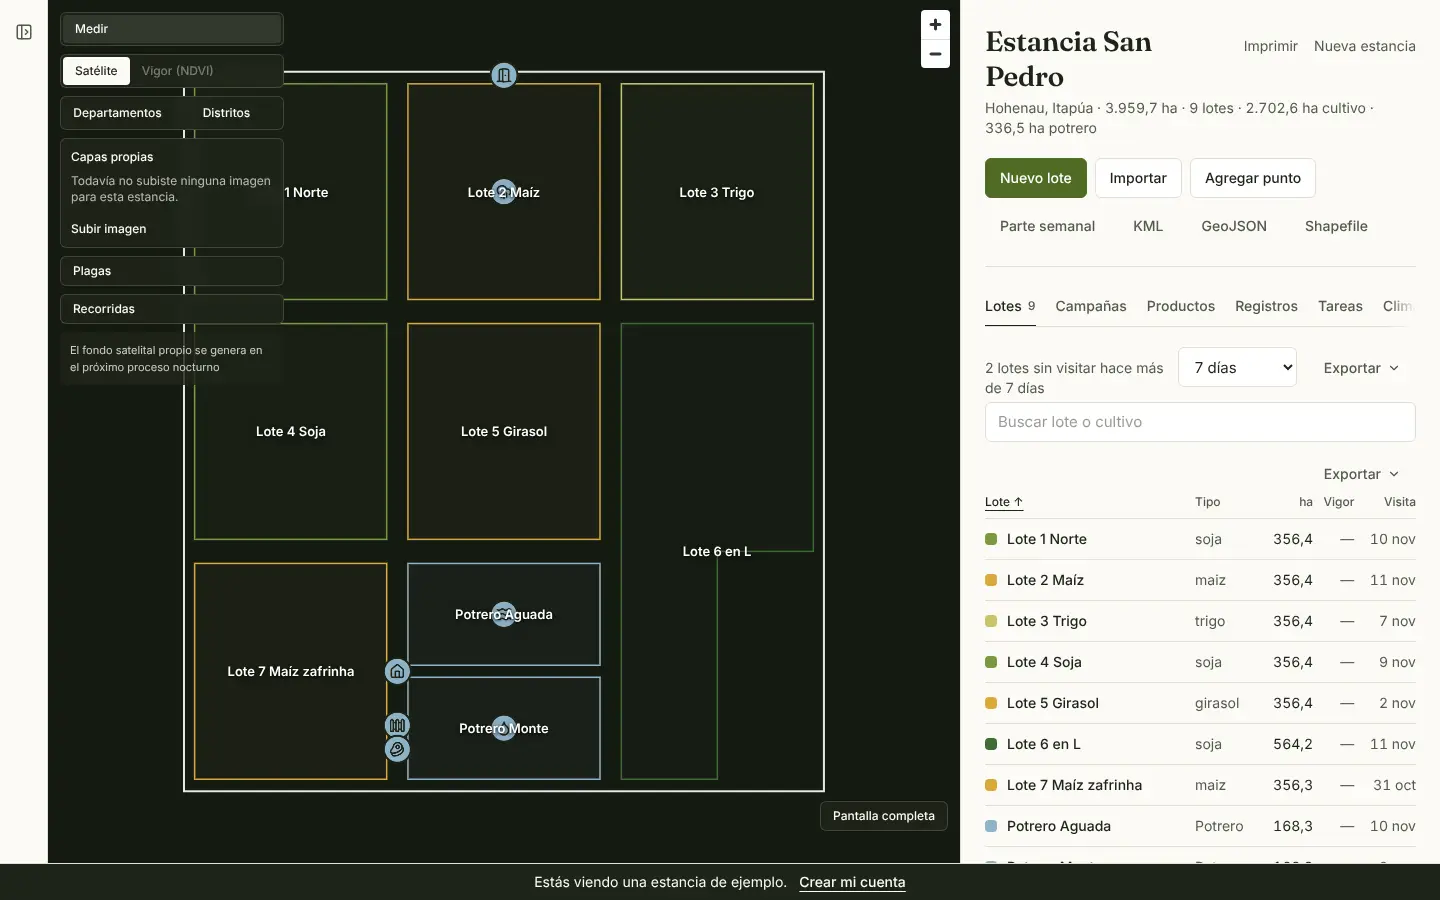 Medir
Satélite
Vigor (NDVI)
Departamentos
Distritos
Capas propias
Todavía no subiste ninguna imagen
para esta estancia.
Subir imagen
Plagas
Recorridas
El fondo satelital propio se genera en
el próximo proceso nocturno
+
−
1 Norte
Lote 2 Maíz
Lote 3 Trigo
Lote 4 Soja
Lote 5 Girasol
Lote 6 en L
Potrero Aguada
Lote 7 Maíz zafrinha
Potrero Monte
Pantalla completa
Estancia San
Pedro
Imprimir
Nueva estancia
Hohenau, Itapúa · 3.959,7 ha · 9 lotes · 2.702,6 ha cultivo ·
336,5 ha potrero
Nuevo lote
Importar
Agregar punto
Parte semanal
KML
GeoJSON
Shapefile
Lotes 9
Campañas
Productos
Registros
Tareas
Clim
2 lotes sin visitar hace más
de 7 días
7 días
Exportar
Buscar lote o cultivo
Exportar
Lote ↑ Tipo ha Vigor Visita
Lote 1 Norte soja 356,4 — 10 nov
Lote 2 Maíz maiz 356,4 — 11 nov
Lote 3 Trigo trigo 356,4 — 7 nov
Lote 4 Soja soja 356,4 — 9 nov
Lote 5 Girasol girasol 356,4 — 2 nov
Lote 6 en L soja 564,2 — 11 nov
Lote 7 Maíz zafrinha maiz 356,3 — 31 oct
Potrero Aguada Potrero 168,3 — 10 nov
Estás viendo una estancia de ejemplo. Crear mi cuenta